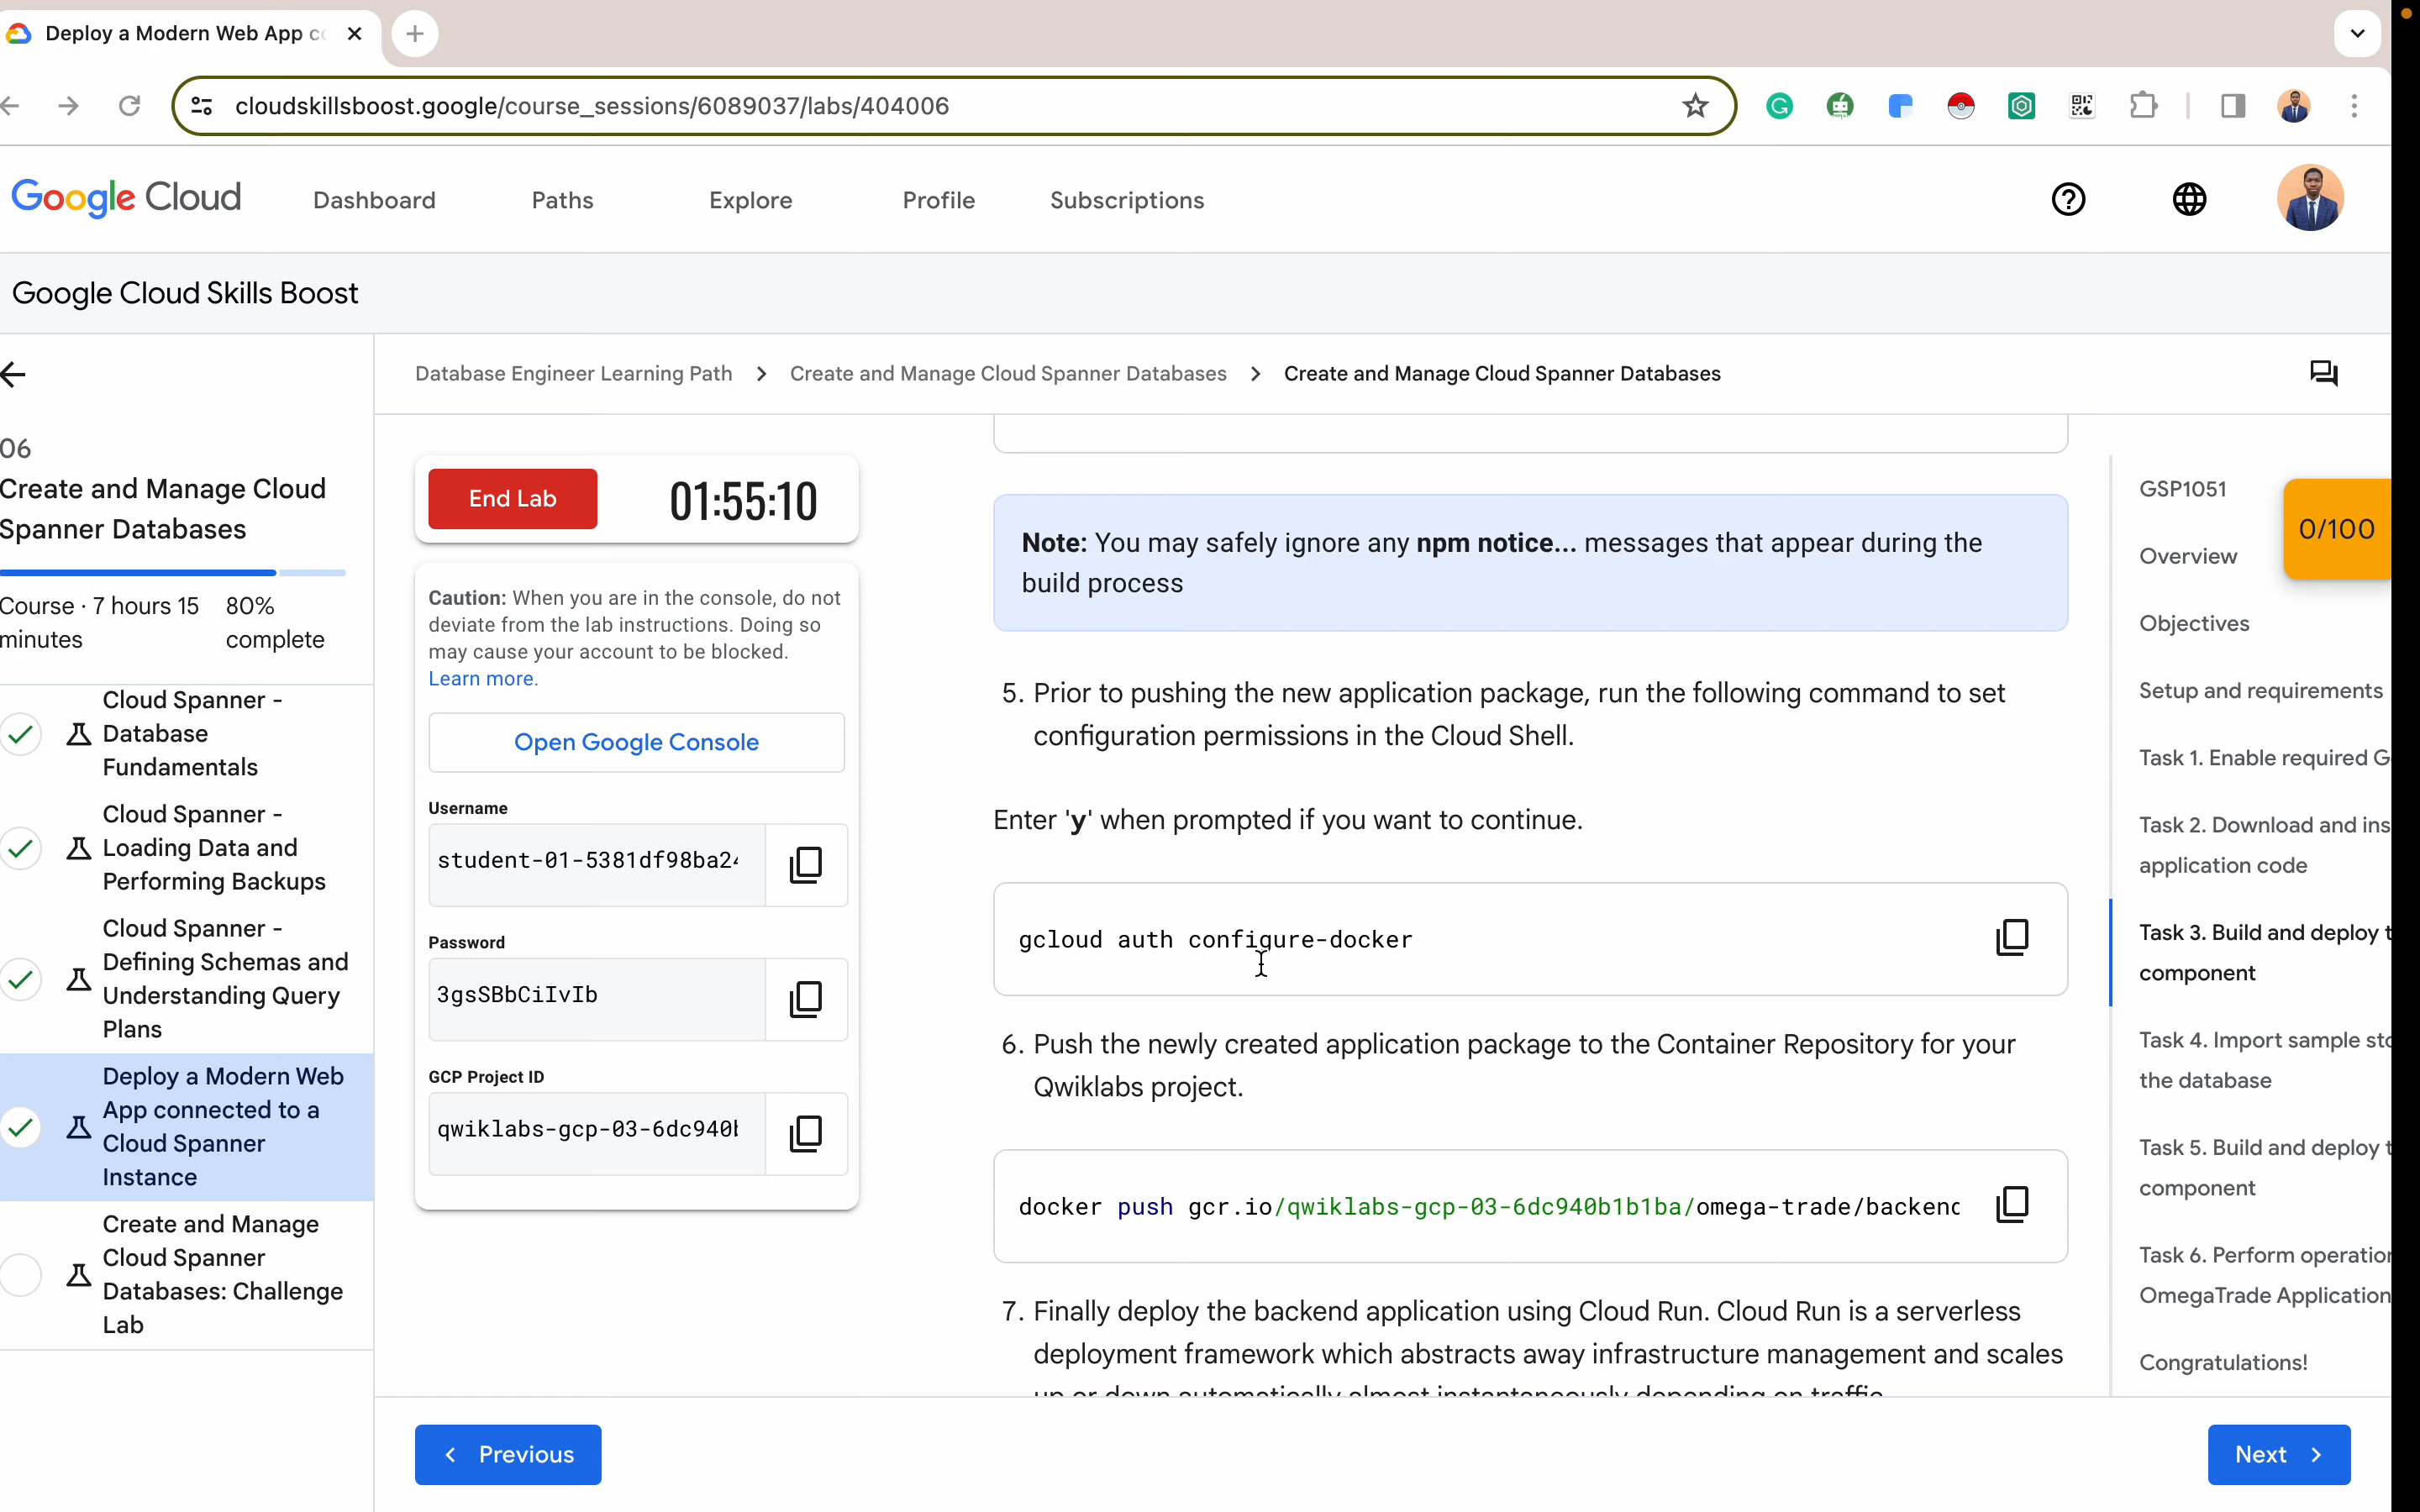 Deploy a Modern Web App
cloudskillsboost.google/course_sessions/6089037/labs/404006
Google Cloud
Dashboard
Paths
Explore
Profile
Subscriptions
Google Cloud Skills Boost
Database Engineer Learning Path > Create and Manage Cloud Spanner Databases > Create and Manage Cloud Spanner Databases
06
Create and Manage Cloud
Spanner Databases
Course · 7 hours 15
minutes
80%
complete
Cloud Spanner -
Database
Fundamentals
Cloud Spanner -
Loading Data and
Performing Backups
Cloud Spanner -
Defining Schemas and
Understanding Query
Plans
Deploy a Modern Web
App connected to a
Cloud Spanner
Instance
Create and Manage
Cloud Spanner
Databases: Challenge
Lab
End Lab
01:55:10
Caution: When you are in the console, do not
deviate from the lab instructions. Doing so
may cause your account to be blocked.
Learn more.
Open Google Console
Username
student-01-5381df98ba24
Password
3gsSBbCiIvIb
GCP Project ID
qwiklabs-gcp-03-6dc940b
Note: You may safely ignore any npm notice... messages that appear during the
build process
5. Prior to pushing the new application package, run the following command to set
configuration permissions in the Cloud Shell.
Enter 'y' when prompted if you want to continue.
gcloud auth configure-docker
6. Push the newly created application package to the Container Repository for your
Qwiklabs project.
docker push gcr.io/qwiklabs-gcp-03-6dc940b1b1ba/omega-trade/backend
7. Finally deploy the backend application using Cloud Run. Cloud Run is a serverless
deployment framework which abstracts away infrastructure management and scales
up or down automatically almost instantaneously depending on traffic.
GSP1051
0/100
Overview
Objectives
Setup and requirements
Task 1. Enable required G
Task 2. Download and ins
application code
Task 3. Build and deploy t
component
Task 4. Import sample sto
the database
Task 5. Build and deploy t
component
Task 6. Perform operation
OmegaTrade Application
Congratulations!
Previous
Next